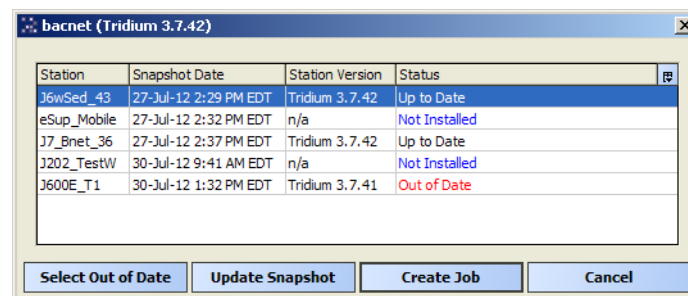 bacnet (Tridium 3.7.42)
Station Snapshot Date Station Version Status
J6wSed_43 27-Jul-12 2:29 PM EDT Tridium 3.7.42 Up to Date
eSup_Mobile 27-Jul-12 2:32 PM EDT n/a Not Installed
J7_Bnet_36 27-Jul-12 2:37 PM EDT Tridium 3.7.42 Up to Date
J202_TestW 30-Jul-12 9:41 AM EDT n/a Not Installed
J600E_T1 30-Jul-12 1:32 PM EDT Tridium 3.7.41 Out of Date
Select Out of Date Update Snapshot Create Job Cancel